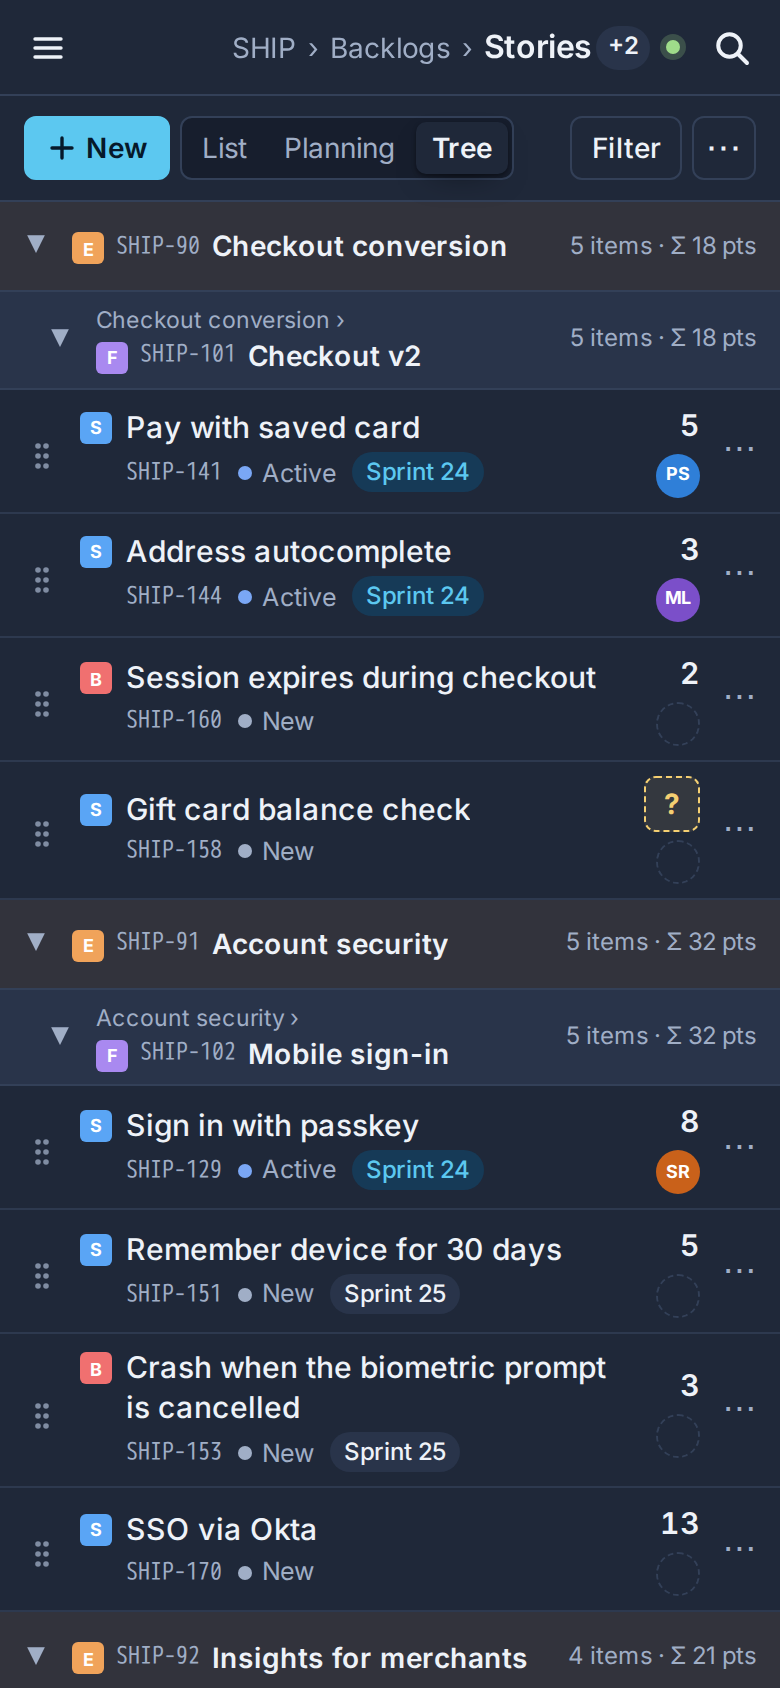 SHIP › Backlogs › Stories +2
+ New List Planning Tree Filter ···
E SHIP-90 Checkout conversion 5 items · Σ 18 pts
Checkout conversion ›
F SHIP-101 Checkout v2 5 items · Σ 18 pts
S Pay with saved card 5
SHIP-141 Active Sprint 24 PS
S Address autocomplete 3
SHIP-144 Active Sprint 24 ML
B Session expires during checkout 2
SHIP-160 New
S Gift card balance check ?
SHIP-158 New
E SHIP-91 Account security 5 items · Σ 32 pts
Account security ›
F SHIP-102 Mobile sign-in 5 items · Σ 32 pts
S Sign in with passkey 8
SHIP-129 Active Sprint 24 SR
S Remember device for 30 days 5
SHIP-151 New Sprint 25
B Crash when the biometric prompt
is cancelled 3
SHIP-153 New Sprint 25
S SSO via Okta 13
SHIP-170 New
E SHIP-92 Insights for merchants 4 items · Σ 21 pts